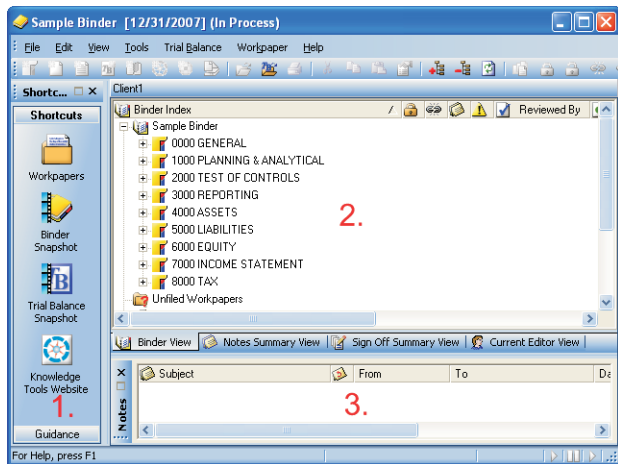 Sample Binder [12/31/2007] (In Process)
File Edit View Tools Trial Balance Workpaper Help
Shortc...
Client1
Shortcuts
Binder Index / Reviewed By
Sample Binder
0000 GENERAL
1000 PLANNING & ANALYTICAL
2000 TEST OF CONTROLS
3000 REPORTING
4000 ASSETS
5000 LIABILITIES
6000 EQUITY
7000 INCOME STATEMENT
8000 TAX
Unfiled Workpapers
2.
Workpapers
Binder
Snapshot
Trial Balance
Snapshot
Knowledge
Tools Website
1.
Guidance
Binder View Notes Summary View Sign Off Summary View Current Editor View
Notes
Subject From To Da
3.
For Help, press F1